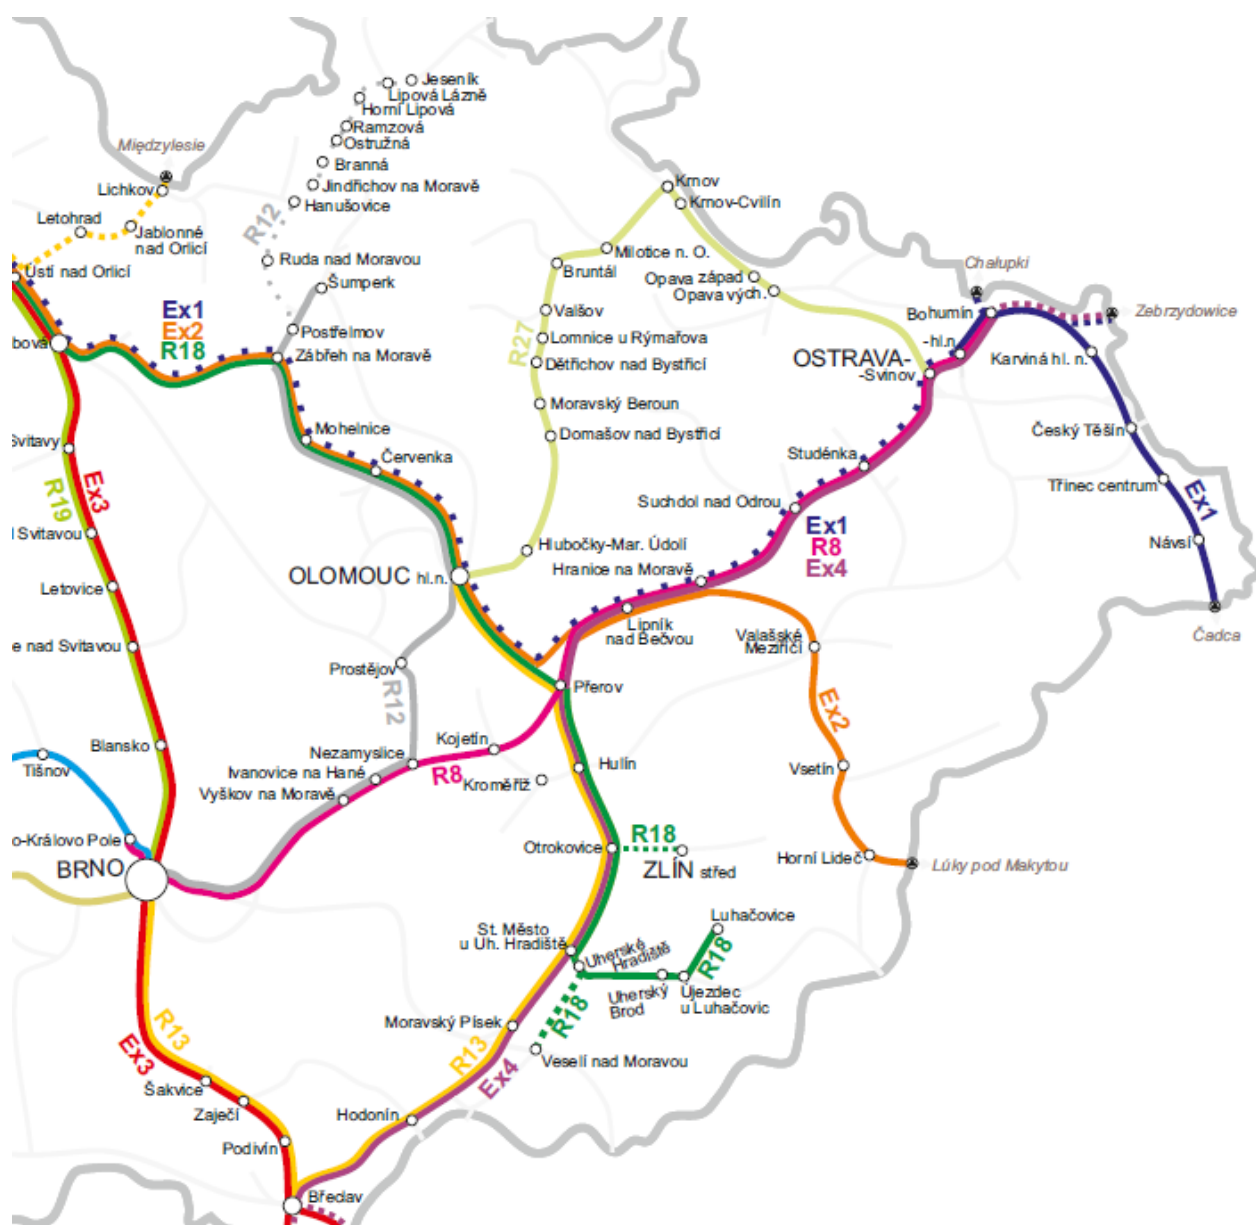 Jeseník
Lipová Lázně
Horní Lipová
Ramzová
Ostružná
Branná
Jindřichov na Moravě
Hanušovice
Międzylesie
Lichkov
Letohrad
Jablonné
nad Orlicí
Ústí nad Orlicí
R12
Ruda nad Moravou
Šumperk
Postřelmov
Zábřeh na Moravě
Ex1
Ex2
R18
bová
Krnov
Krnov-Cvilín
Milotice n. O.
Bruntál
Opava západ
Opava vých.
Valšov
Lomnice u Rýmařova
R27
Dětřichov nad Bystřicí
Moravský Beroun
Domašov nad Bystřicí
Chałupki
Bohumín
Zebrzydowice
-hl.n.
OSTRAVA-
-Svinov
Karviná hl. n.
Český Těšín
Třinec centrum
Ex1
Návsí
Čadca
Mohelnice
Červenka
Svitavy
R19
Ex3
Svitavou
Letovice
e nad Svitavou
Studénka
Suchdol nad Odrou
Ex1
R8
Ex4
Hlubočky-Mar. Údolí
Hranice na Moravě
OLOMOUC hl.n.
Lipník
nad Bečvou
Valašské
Meziříčí
Prostějov
R12
Přerov
Ex2
Blansko
Tišnov
Nezamyslice
Kojetín
Ivanovice na Hané
Vyškov na Moravě
R8
Kroměříž
Hulín
Vsetín
o-Královo Pole
BRNO
Otrokovice
R18
ZLÍN střed
Horní Lideč
Lúky pod Makytou
St. Město
u Uh. Hradiště
Luhačovice
Uherské
Hradiště
R18
Uherský
Brod
Újezdec
u Luhačovic
R18
Moravský Písek
Veselí nad Moravou
R13
Ex3
R13
Ex4
Šakvice
Zaječí
Hodonín
Podivín
Břeclav